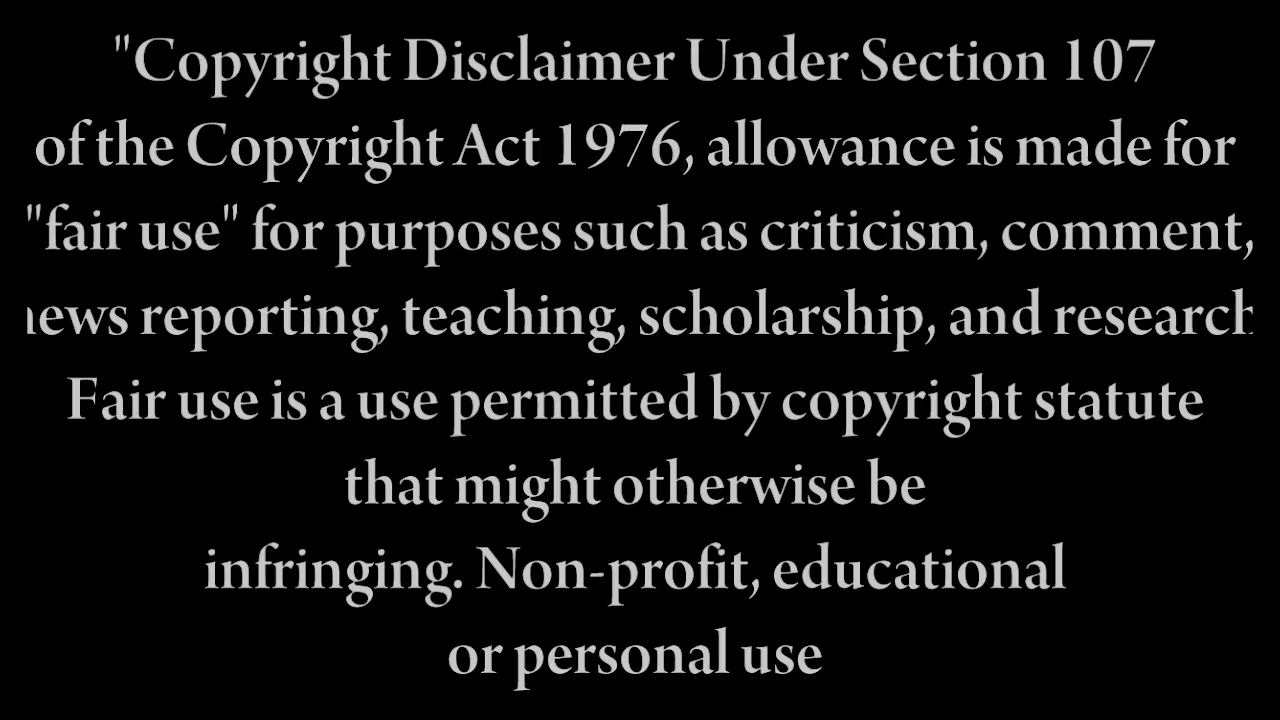 "Copyright Disclaimer Under Section 107
of the Copyright Act 1976, allowance is made for
"fair use" for purposes such as criticism, comment,
news reporting, teaching, scholarship, and research
Fair use is a use permitted by copyright statute
that might otherwise be
infringing. Non-profit, educational
or personal use